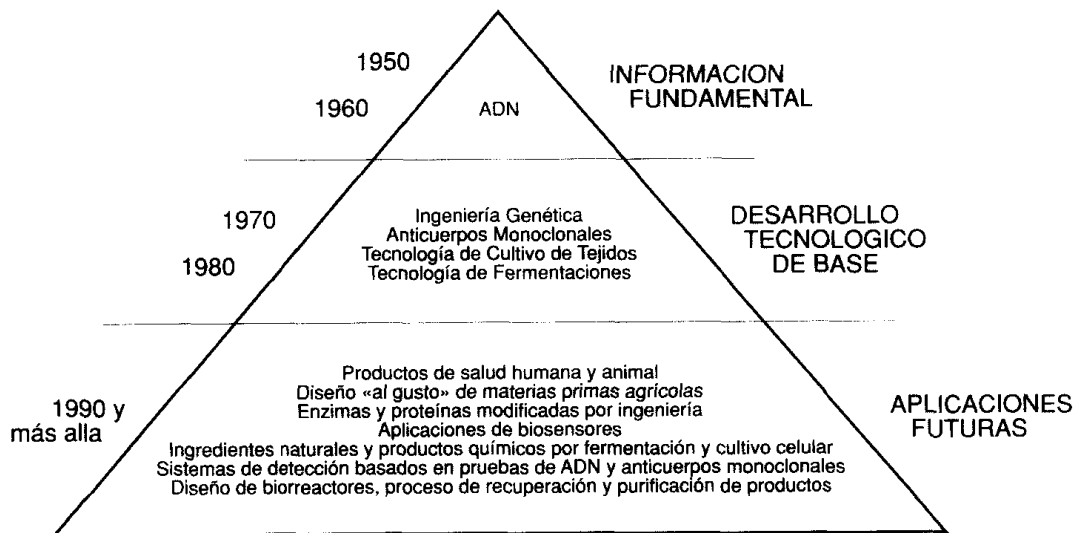 1950
1960
ADN
INFORMACION
FUNDAMENTAL
1970
1980
Ingeniería Genética
Anticuerpos Monoclonales
Tecnología de Cultivo de Tejidos
Tecnología de Fermentaciones
DESARROLLO
TECNOLOGICO
DE BASE
1990 y
más alla
Productos de salud humana y animal
Diseño «al gusto» de materias primas agrícolas
Enzimas y proteínas modificadas por ingeniería
Aplicaciones de biosensores
Ingredientes naturales y productos químicos por fermentación y cultivo celular
Sistemas de detección basados en pruebas de ADN y anticuerpos monoclonales
Diseño de biorreactores, proceso de recuperación y purificación de productos
APLICACIONES
FUTURAS